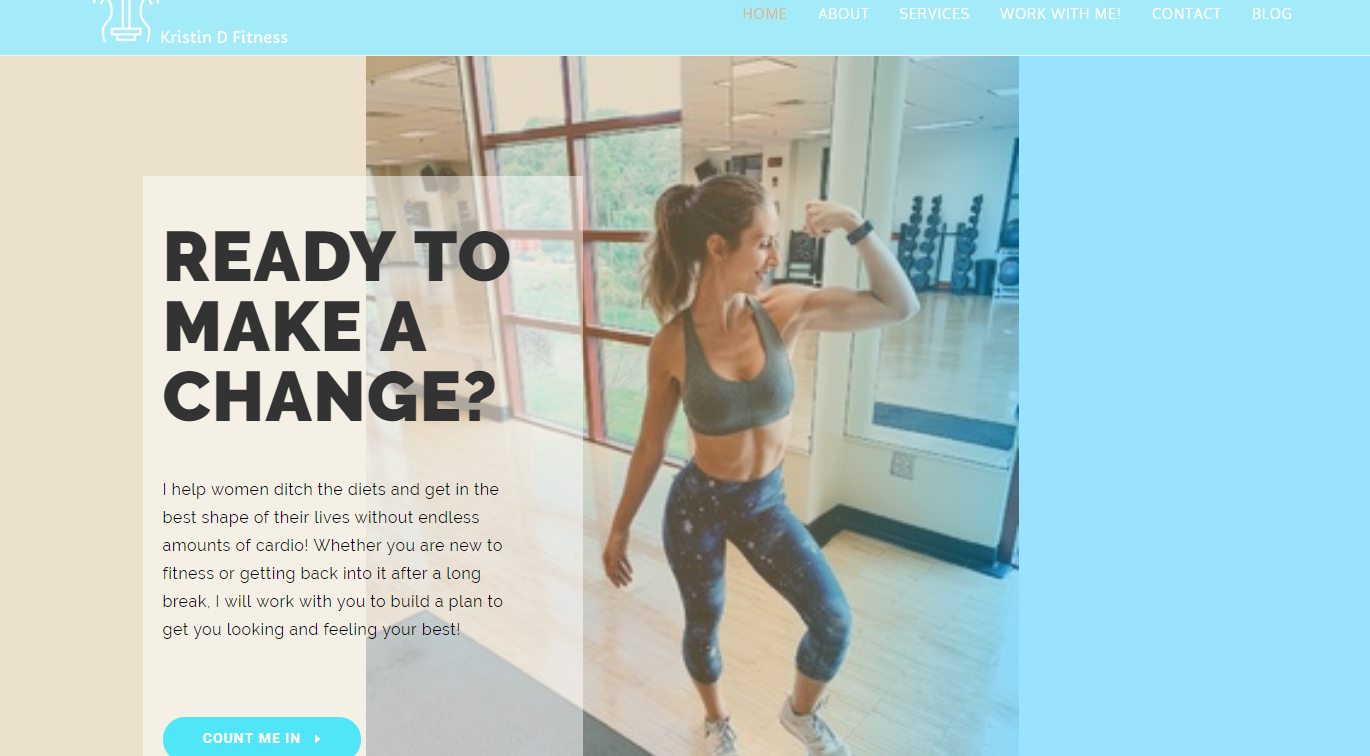 Kristin D Fitness
HOME ABOUT SERVICES WORK WITH ME! CONTACT BLOG
READY TO
MAKE A
CHANGE?
I help women ditch the diets and get in the
best shape of their lives without endless
amounts of cardio! Whether you are new to
fitness or getting back into it after a long
break, I will work with you to build a plan to
get you looking and feeling your best!
COUNT ME IN